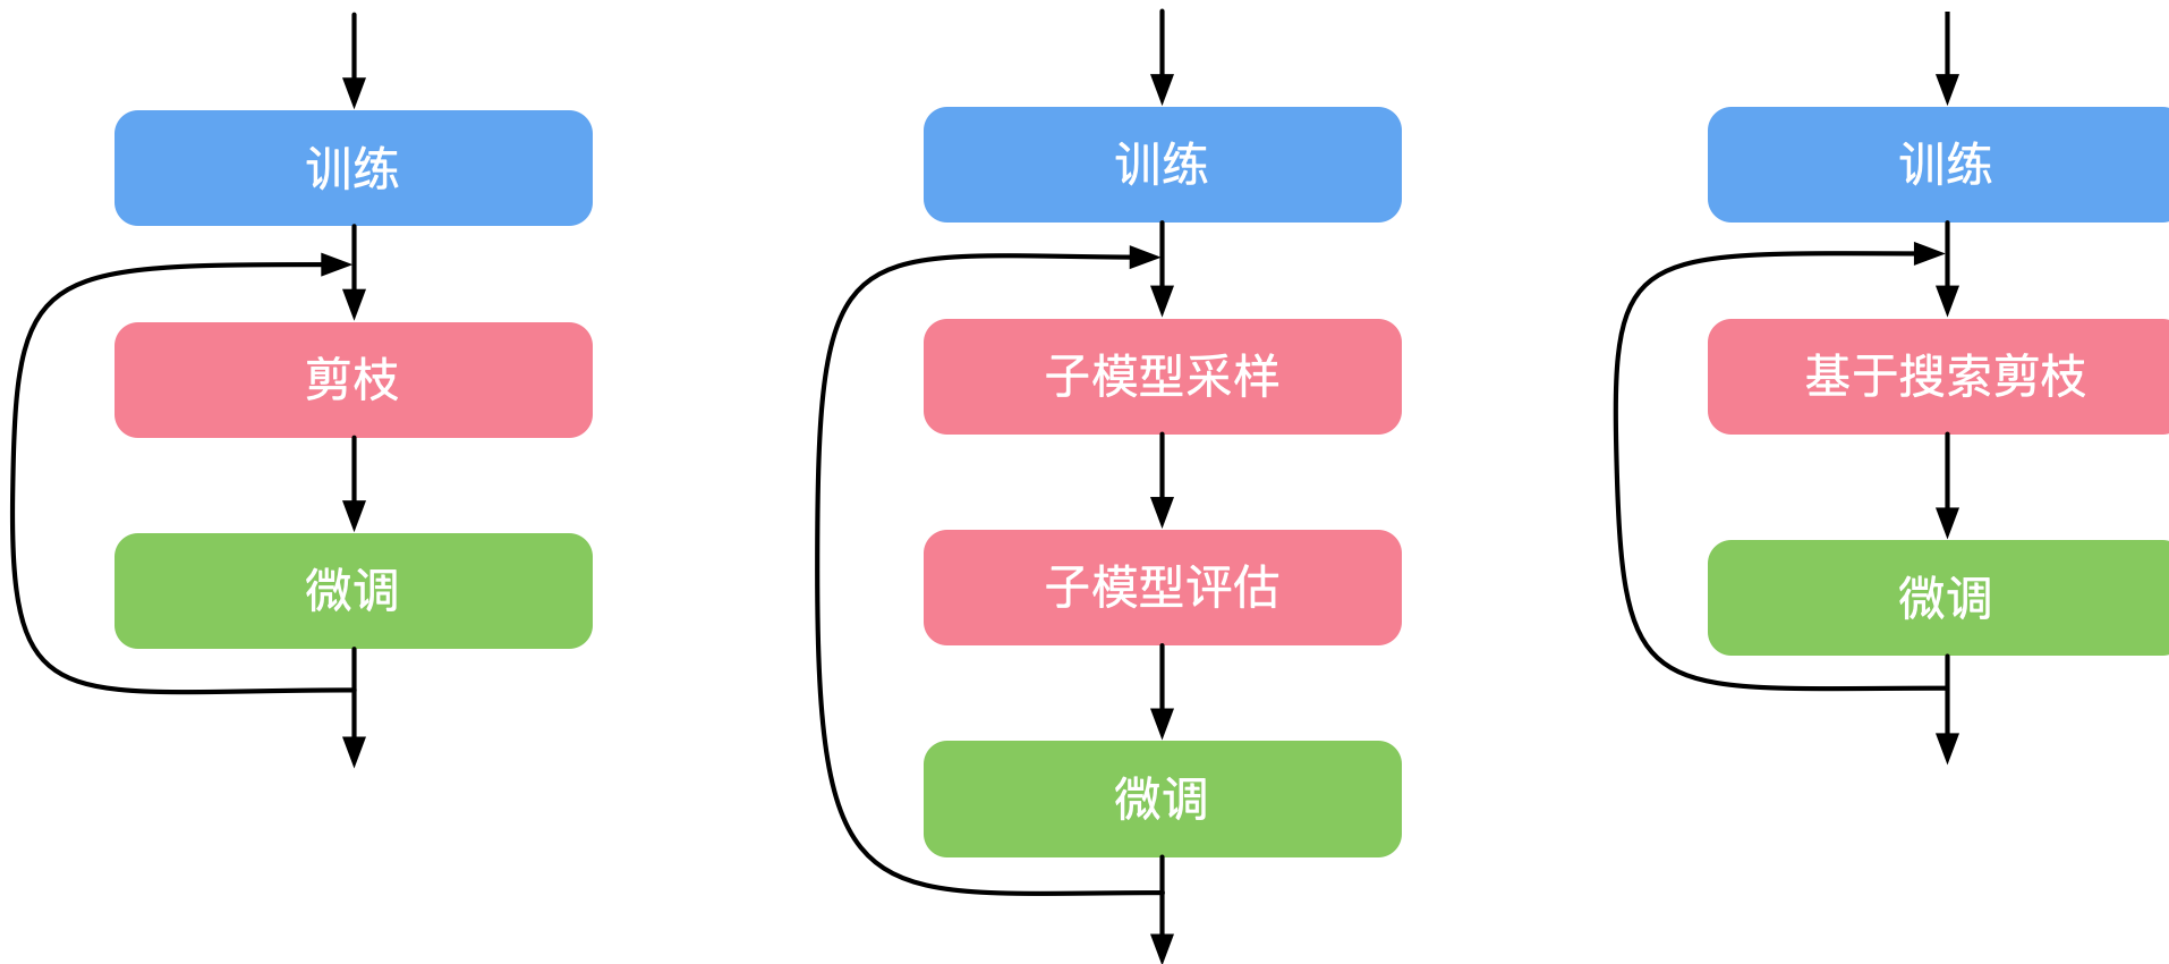 训练
剪枝
微调
训练
子模型采样
子模型评估
微调
训练
基于搜索剪枝
微调